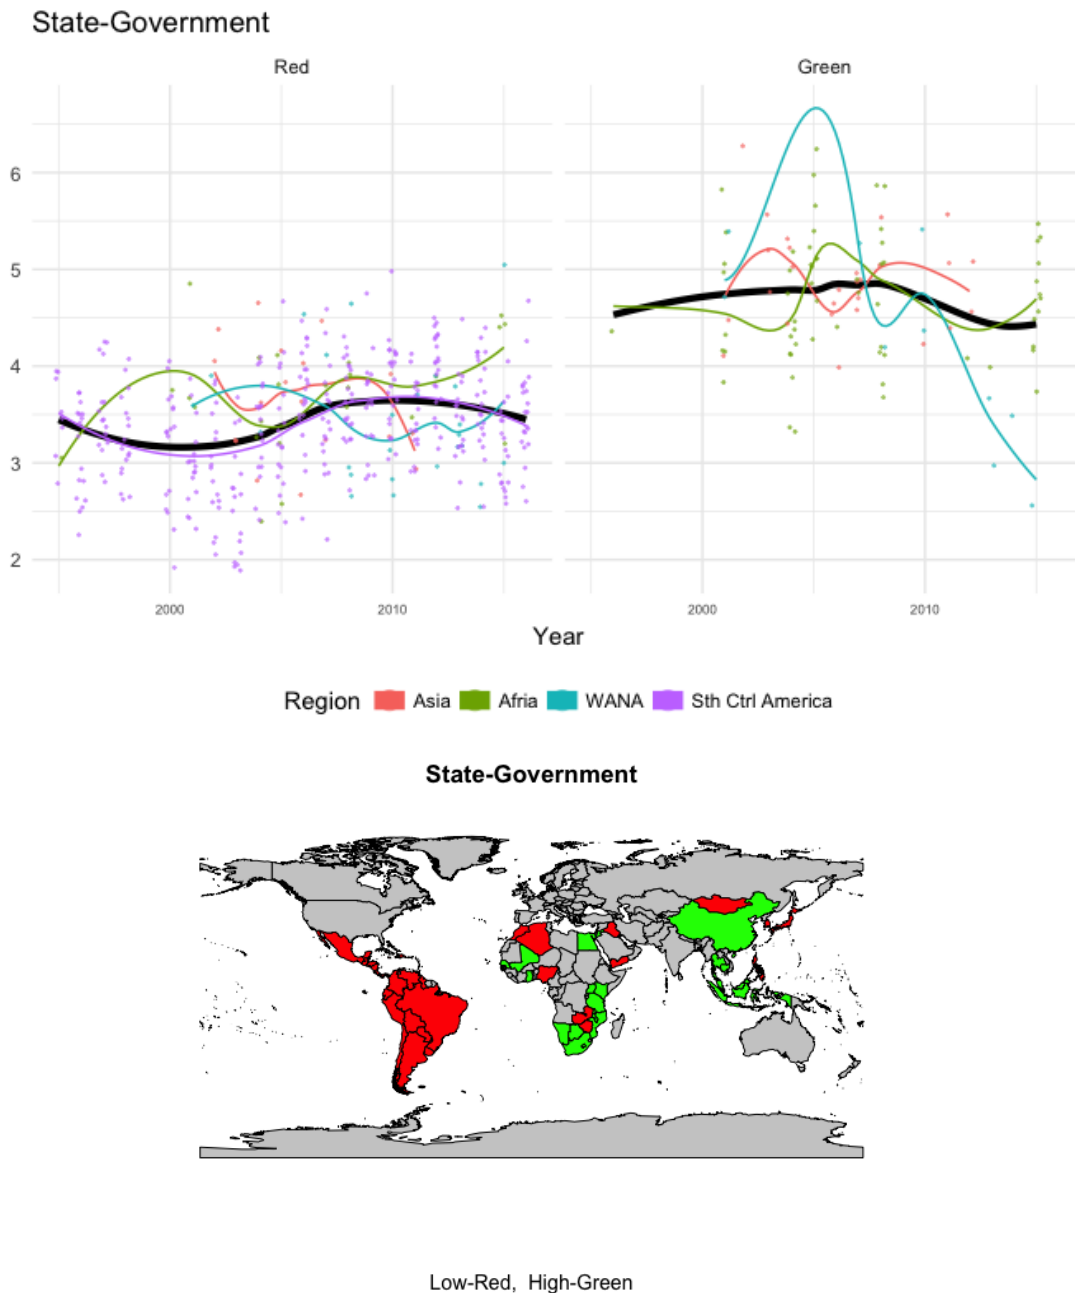 State-Government
Red Green
6
5
4
3
2
2000 2010 2000 2010
Year
Region Asia Afria WANA Sth Ctrl America
State-Government
Low-Red, High-Green